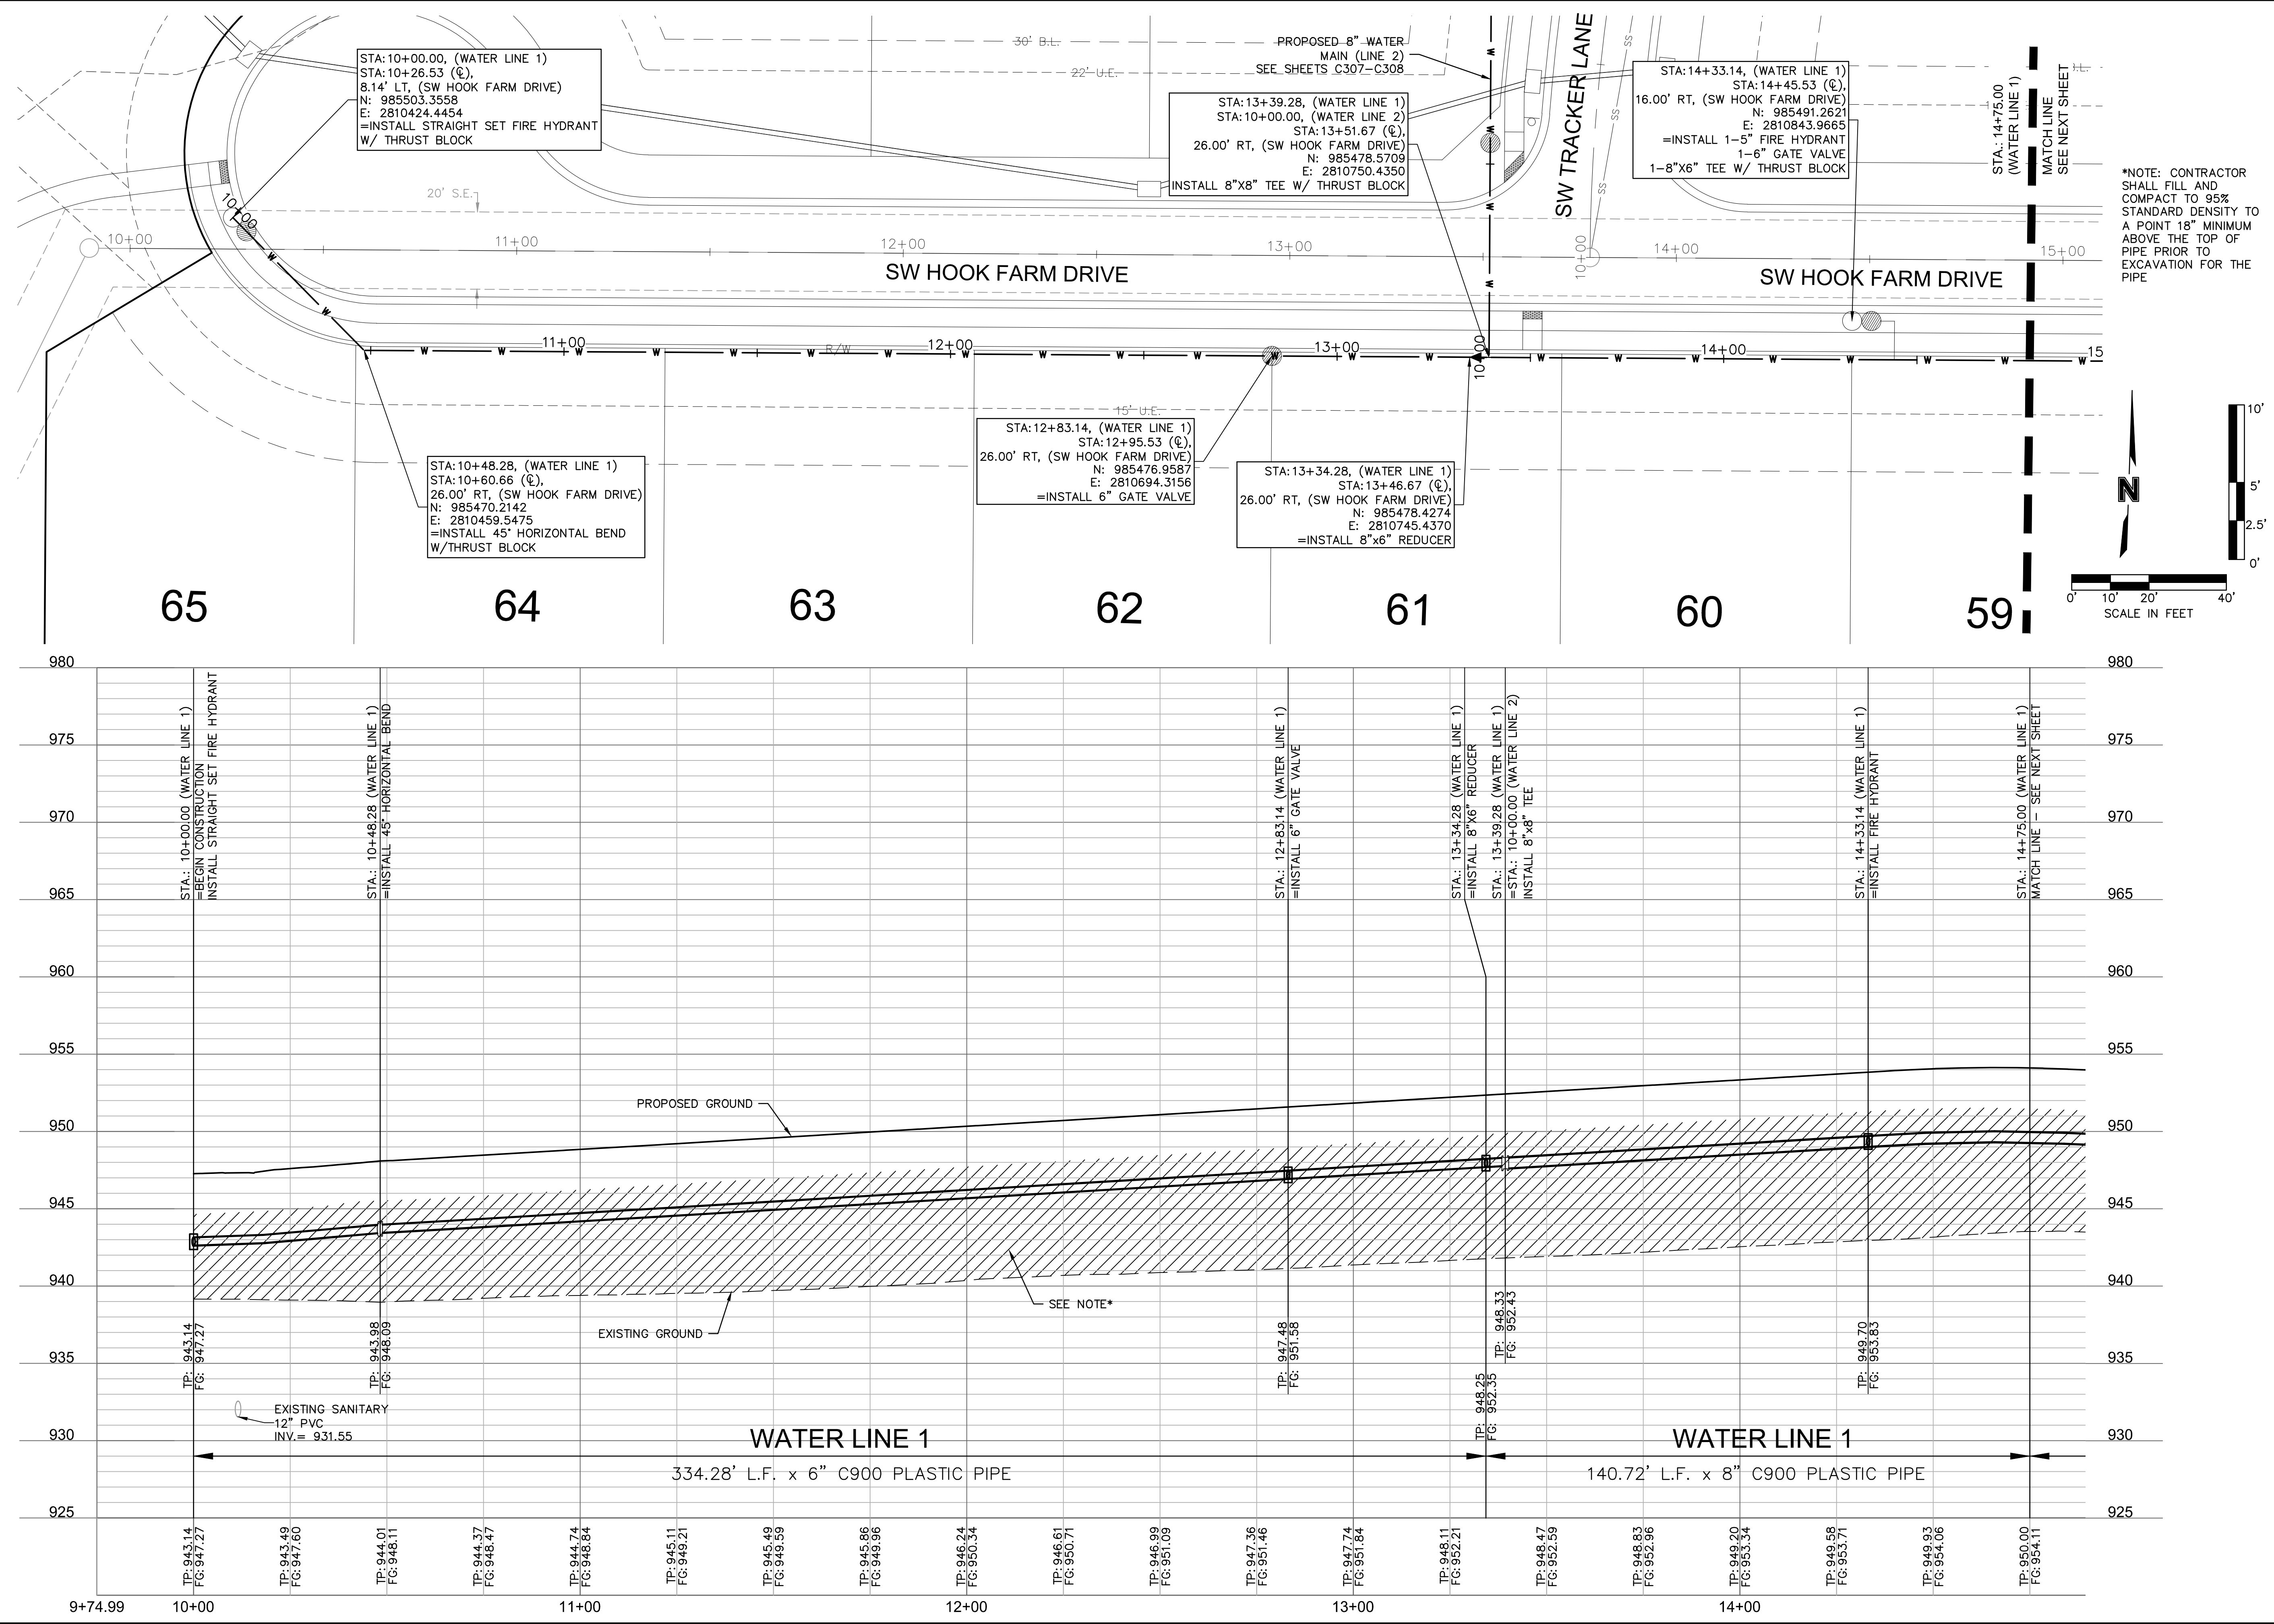 STA:10+00.00, (WATER LINE 1)
STA:10+26.53 (℄),
8.14' LT, (SW HOOK FARM DRIVE)
N: 985503.3558
E: 2810424.4454
=INSTALL STRAIGHT SET FIRE HYDRANT
W/ THRUST BLOCK
30' B.L.
22' U.E.
PROPOSED 8" WATER
MAIN (LINE 2)
SEE SHEETS C307-C308
STA:13+39.28, (WATER LINE 1)
STA:10+00.00, (WATER LINE 2)
STA:13+51.67 (℄),
26.00' RT, (SW HOOK FARM DRIVE)
N: 985478.5709
E: 2810750.4350
INSTALL 8"X8" TEE W/ THRUST BLOCK
SW TRACKER LANE
SS
SS
SS
STA:14+33.14, (WATER LINE 1)
STA:14+45.53 (℄),
16.00' RT, (SW HOOK FARM DRIVE)
N: 985491.2621
E: 2810843.9665
=INSTALL 1-5" FIRE HYDRANT
1-6" GATE VALVE
1-8"X6" TEE W/ THRUST BLOCK
STA.: 14+75.00
(WATER LINE 1)
MATCH LINE
SEE NEXT SHEET
*NOTE: CONTRACTOR
SHALL FILL AND
COMPACT TO 95%
STANDARD DENSITY TO
A POINT 18" MINIMUM
ABOVE THE TOP OF
PIPE PRIOR TO
EXCAVATION FOR THE
PIPE
20' S.E.
10+00
10+00
11+00
12+00
13+00
10+00
14+00
15+00
SW HOOK FARM DRIVE
SW HOOK FARM DRIVE
W W
11+00
R/W
12+00
13+00
10+00
14+00
15
15' U.E.
STA:10+48.28, (WATER LINE 1)
STA:10+60.66 (℄),
26.00' RT, (SW HOOK FARM DRIVE)
N: 985470.2142
E: 2810459.5475
=INSTALL 45° HORIZONTAL BEND
W/THRUST BLOCK
STA:12+83.14, (WATER LINE 1)
STA:12+95.53 (℄),
26.00' RT, (SW HOOK FARM DRIVE)
N: 985476.9587
E: 2810694.3156
=INSTALL 6" GATE VALVE
STA:13+34.28, (WATER LINE 1)
STA:13+46.67 (℄),
26.00' RT, (SW HOOK FARM DRIVE)
N: 985478.4274
E: 2810745.4370
=INSTALL 8"x6" REDUCER
N
10'
5'
2.5'
0'
0' 10' 20' 40'
SCALE IN FEET
65 64 63 62 61 60 59
980 980
975 975
970 970
965 965
960 960
955 955
950 950
945 945
940 940
935 935
930 930
925 925
STA.: 10+00.00 (WATER LINE 1)
=BEGIN CONSTRUCTION
INSTALL STRAIGHT SET FIRE HYDRANT
STA.: 10+48.28 (WATER LINE 1)
=INSTALL 45° HORIZONTAL BEND
STA.: 12+83.14 (WATER LINE 1)
=INSTALL 6" GATE VALVE
STA.: 13+34.28 (WATER LINE 1)
=INSTALL 8"X6" REDUCER
STA.: 13+39.28 (WATER LINE 1)
=STA.: 10+00.00 (WATER LINE 2)
INSTALL 8"x8" TEE
STA.: 14+33.14 (WATER LINE 1)
=INSTALL FIRE HYDRANT
STA.: 14+75.00 (WATER LINE 1)
MATCH LINE - SEE NEXT SHEET
PROPOSED GROUND
SEE NOTE*
EXISTING GROUND
TP: 943.14
FG: 947.27
TP: 943.98
FG: 948.09
TP: 947.48
FG: 951.58
TP: 948.25
FG: 952.35
TP: 948.33
FG: 952.43
TP: 949.70
FG: 953.83
EXISTING SANITARY
12" PVC
INV.= 931.55
WATER LINE 1
334.28' L.F. x 6" C900 PLASTIC PIPE
WATER LINE 1
140.72' L.F. x 8" C900 PLASTIC PIPE
TP: 943.14
FG: 947.27
TP: 943.49
FG: 947.60
TP: 944.01
FG: 948.11
TP: 944.37
FG: 948.47
TP: 944.74
FG: 948.84
TP: 945.11
FG: 949.21
TP: 945.49
FG: 949.59
TP: 945.86
FG: 949.96
TP: 946.24
FG: 950.34
TP: 946.61
FG: 950.71
TP: 946.99
FG: 951.09
TP: 947.36
FG: 951.46
TP: 947.74
FG: 951.84
TP: 948.11
FG: 952.21
TP: 948.47
FG: 952.59
TP: 948.83
FG: 952.96
TP: 949.20
FG: 953.34
TP: 949.58
FG: 953.71
TP: 949.93
FG: 954.06
TP: 950.00
FG: 954.11
9+74.99 10+00 11+00 12+00 13+00 14+00